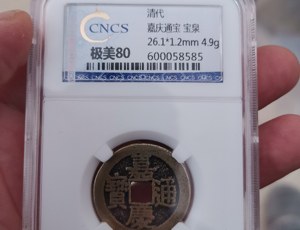 CNCS
极美80
清代
嘉庆通宝 宝泉
26.1*1.2mm 4.9g
600058585
嘉
寶 通
慶